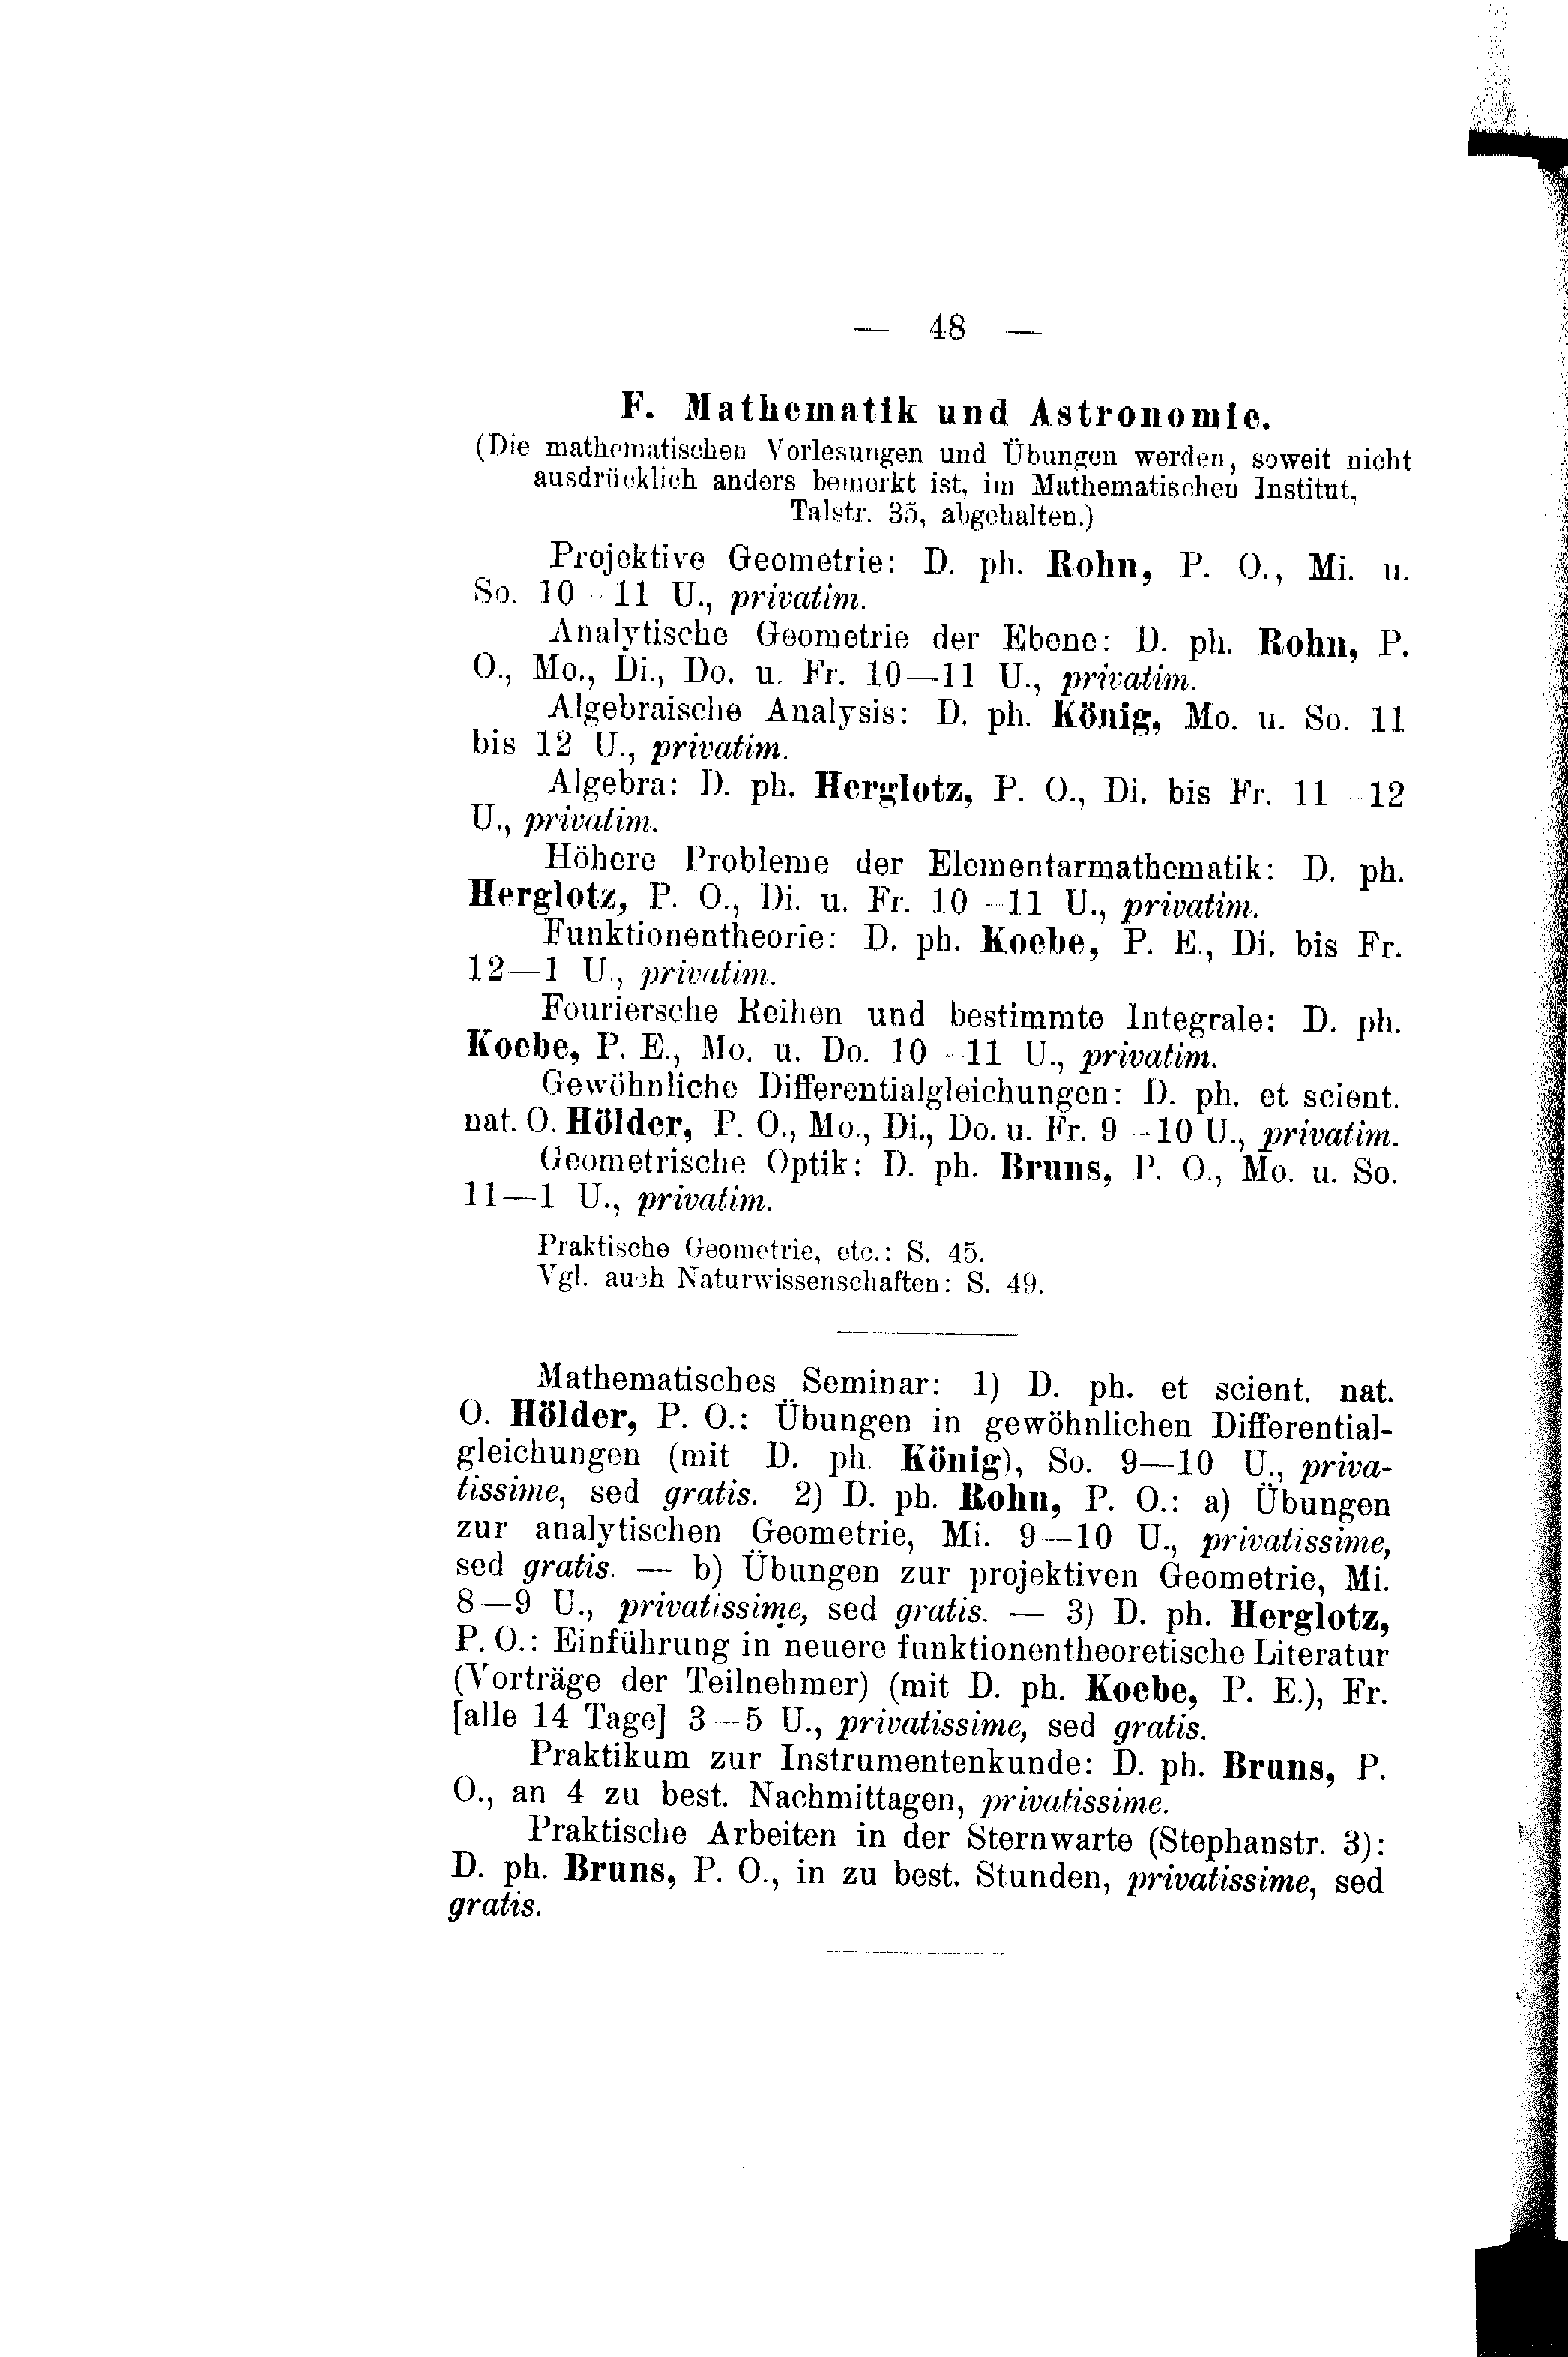 — 48 —
F. Mathematik und Astronomie.
(Die mathematischen Vorlesungen und Übungen werden, soweit nicht
ausdrücklich anders bemerkt ist, im Mathematischen Institut,
Talstr. 35, abgehalten.)
Projektive Geometrie: D. ph. Rohn, P. O., Mi. u.
So. 10—11 U., privatim.
Analytische Geometrie der Ebene: D. ph. Rohn, P.
O., Mo., Di., Do. u. Fr. 10—11 U., privatim.
Algebraische Analysis: D. ph. König, Mo. u. So. 11
bis 12 U., privatim.
Algebra: D. ph. Herglotz, P. O., Di. bis Fr. 11—12
U., privatim.
Höhere Probleme der Elementarmathematik: D. ph.
Herglotz, P. O., Di. u. Fr. 10—11 U., privatim.
Funktionentheorie: D. ph. Koebe, P. E., Di. bis Fr.
12—1 U., privatim.
Fouriersche Reihen und bestimmte Integrale: D. ph.
Koebe, P. E., Mo. u. Do. 10—11 U., privatim.
Gewöhnliche Differentialgleichungen: D. ph. et scient.
nat. O. Hölder, P. O., Mo., Di., Do. u. Fr. 9—10 U., privatim.
Geometrische Optik: D. ph. Bruns, P. O., Mo. u. So.
11—1 U., privatim.
Praktische Geometrie, etc.: S. 45.
Vgl. auch Naturwissenschaften: S. 49.
Mathematisches Seminar: 1) D. ph. et scient. nat.
O. Hölder, P. O.: Übungen in gewöhnlichen Differential-
gleichungen (mit D. ph. König), So. 9—10 U., priva-
tissime, sed gratis. 2) D. ph. Rohn, P. O.: a) Übungen
zur analytischen Geometrie, Mi. 9—10 U., privatissime,
sed gratis. — b) Übungen zur projektiven Geometrie, Mi.
8—9 U., privatissime, sed gratis. — 3) D. ph. Herglotz,
P. O.: Einführung in neuere funktionentheoretische Literatur
(Vorträge der Teilnehmer) (mit D. ph. Koebe, P. E.), Fr.
[alle 14 Tage] 3—5 U., privatissime, sed gratis.
Praktikum zur Instrumentenkunde: D. ph. Bruns, P.
O., an 4 zu best. Nachmittagen, privatissime.
Praktische Arbeiten in der Sternwarte (Stephanstr. 3):
D. ph. Bruns, P. O., in zu best. Stunden, privatissime, sed
gratis.